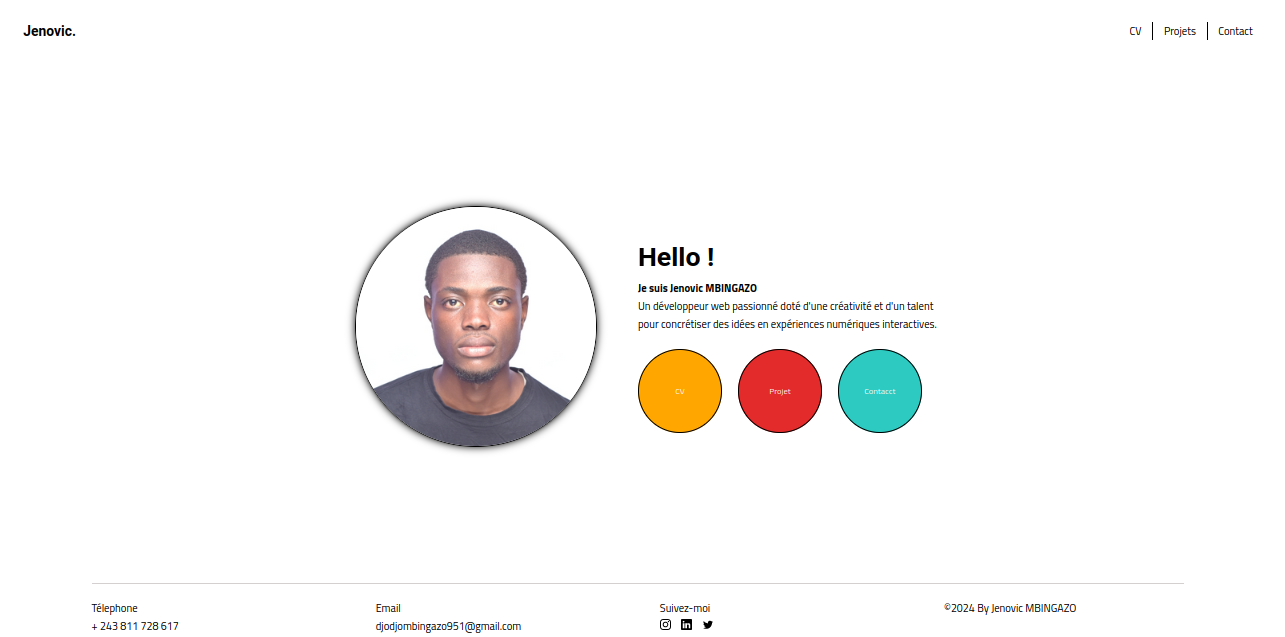 Jenovic.
CV
Projets
Contact
Hello !
Je suis Jenovic MBINGAZO
Un développeur web passionné doté d'une créativité et d'un talent
pour concrétiser des idées en expériences numériques interactives.
CV
Projet
Contacct
Télephone
+ 243 811 728 617
Email
djodjombingazo951@gmail.com
Suivez-moi
©2024 By Jenovic MBINGAZO